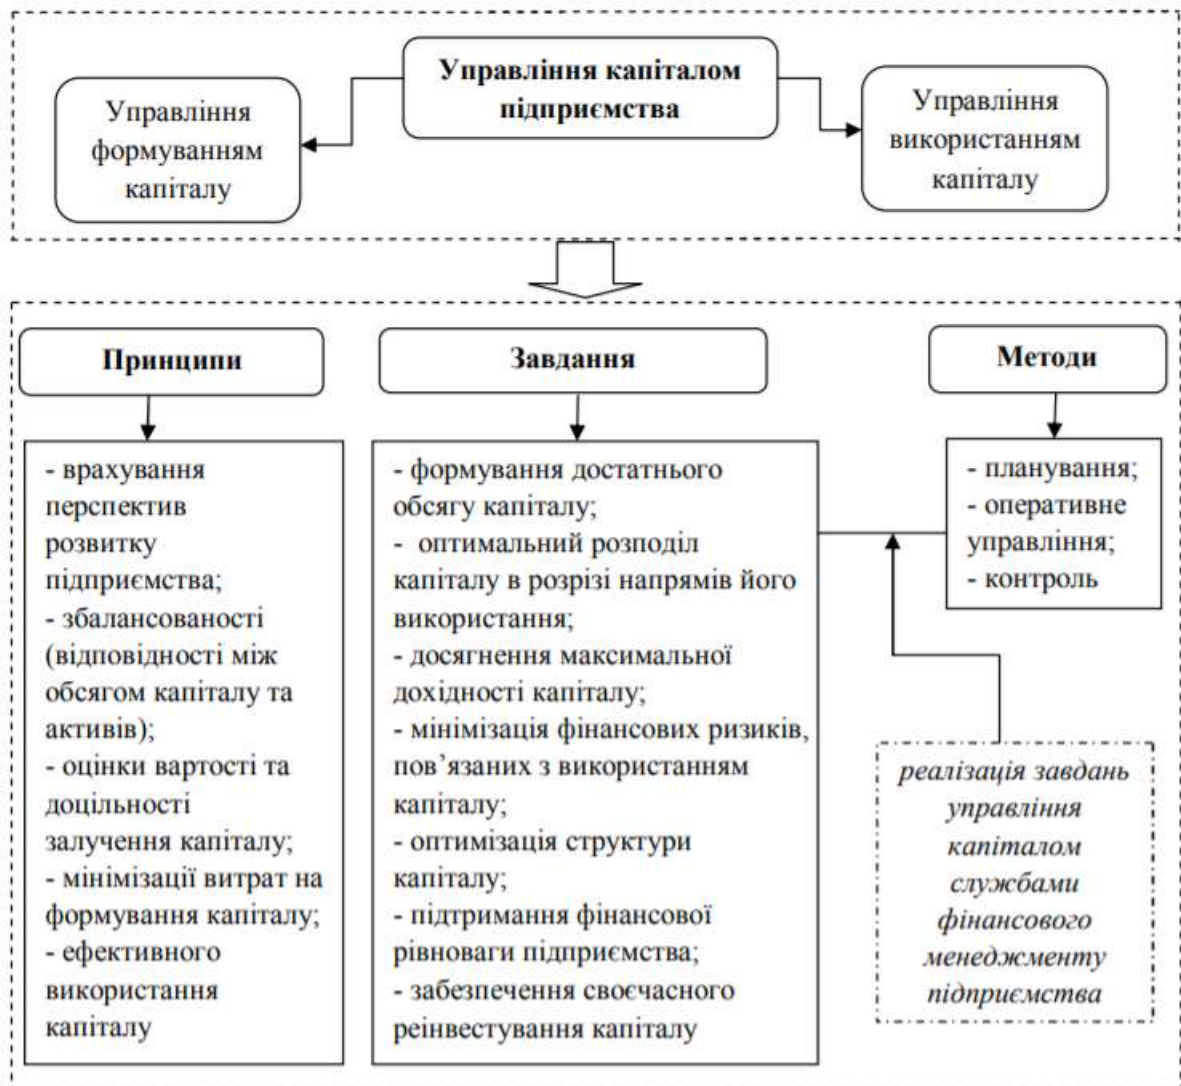 Управління капіталом
підприємства
Управління
формуванням
капіталу
Управління
використанням
капіталу
Принципи
- врахування
перспектив
розвитку
підприємства;
- збалансованості
(відповідності між
обсягом капіталу та
активів);
- оцінки вартості та
доцільності
залучення капіталу;
- мінімізації витрат на
формування капіталу;
- ефективного
використання
капіталу
Завдання
- формування достатнього
обсягу капіталу;
- оптимальний розподіл
капіталу в розрізі напрямів його
використання;
- досягнення максимальної
дохідності капіталу;
- мінімізація фінансових ризиків,
пов’язаних з використанням
капіталу;
- оптимізація структури
капіталу;
- підтримання фінансової
рівноваги підприємства;
- забезпечення своєчасного
реінвестування капіталу
Методи
- планування;
- оперативне
управління;
- контроль
реалізація завдань
управління
капіталом
службами
фінансового
менеджменту
підприємства